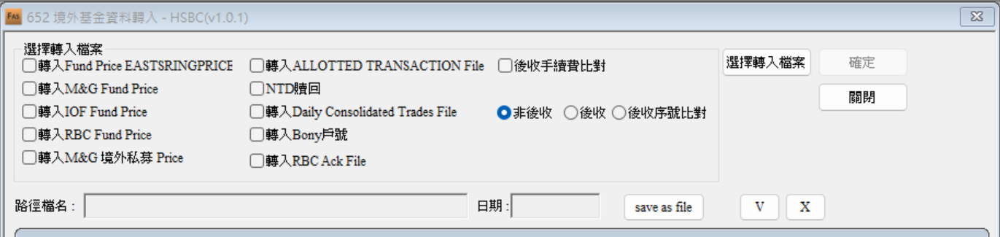 FAS 652 境外基金資料轉入 - HSBC(v1.0.1)
選擇轉入檔案
轉入Fund Price EASTSRINGPRICE 轉入ALLOTTED TRANSACTION File 後收手續費比對 選擇轉入檔案 確定
轉入M&G Fund Price NTD贖回 關閉
轉入IOF Fund Price 轉入Daily Consolidated Trades File 非後收 後收 後收序號比對
轉入RBC Fund Price 轉入Bony戶號
轉入M&G 境外私募 Price 轉入RBC Ack File
路徑檔名 : 日期 : save as file V X